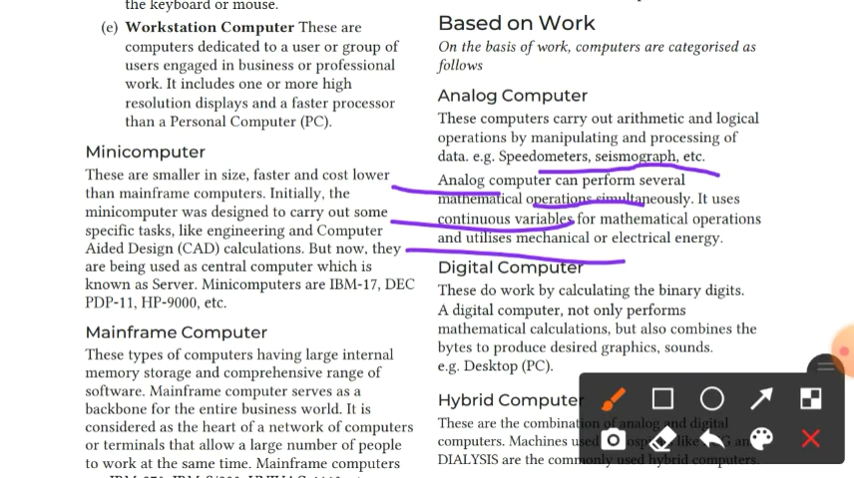 the keyboard or mouse.
(e) Workstation Computer These are
computers dedicated to a user or group of
users engaged in business or professional
work. It includes one or more high
resolution displays and a faster processor
than a Personal Computer (PC).
Minicomputer
These are smaller in size, faster and cost lower
than mainframe computers. Initially, the
minicomputer was designed to carry out some
specific tasks, like engineering and Computer
Aided Design (CAD) calculations. But now, they
are being used as central computer which is
known as Server. Minicomputers are IBM-17, DEC
PDP-11, HP-9000, etc.
Mainframe Computer
These types of computers having large internal
memory storage and comprehensive range of
software. Mainframe computer serves as a
backbone for the entire business world. It is
considered as the heart of a network of computers
or terminals that allow a large number of people
to work at the same time. Mainframe computers
Based on Work
On the basis of work, computers are categorised as
follows
Analog Computer
These computers carry out arithmetic and logical
operations by manipulating and processing of
data. e.g. Speedometers, seismograph, etc.
Analog computer can perform several
mathematical operations simultaneously. It uses
continuous variables for mathematical operations
and utilises mechanical or electrical energy.
Digital Computer
These do work by calculating the binary digits.
A digital computer, not only performs
mathematical calculations, but also combines the
bytes to produce desired graphics, sounds.
e.g. Desktop (PC).
Hybrid Computer
These are the combination of analog and digital
computers. Machines used like
DIALYSIS are the commonly used hybrid computers.